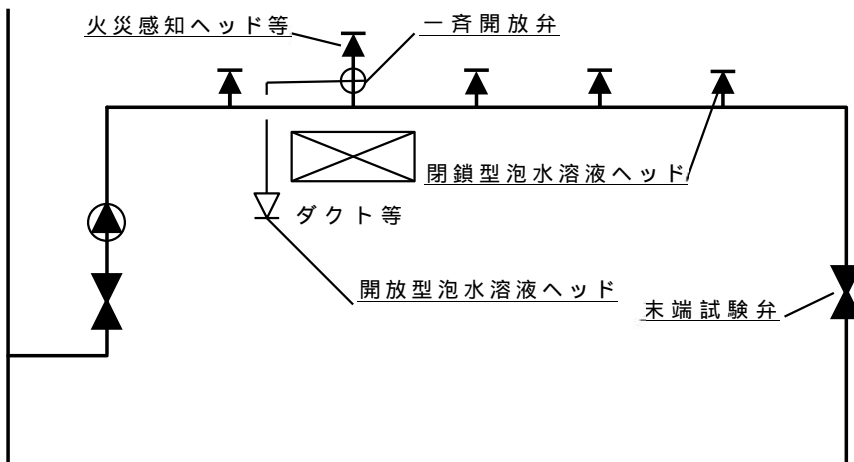 火災感知ヘッド等
一斉開放弁
閉鎖型泡水溶液ヘッド
ダクト等
開放型泡水溶液ヘッド
末端試験弁